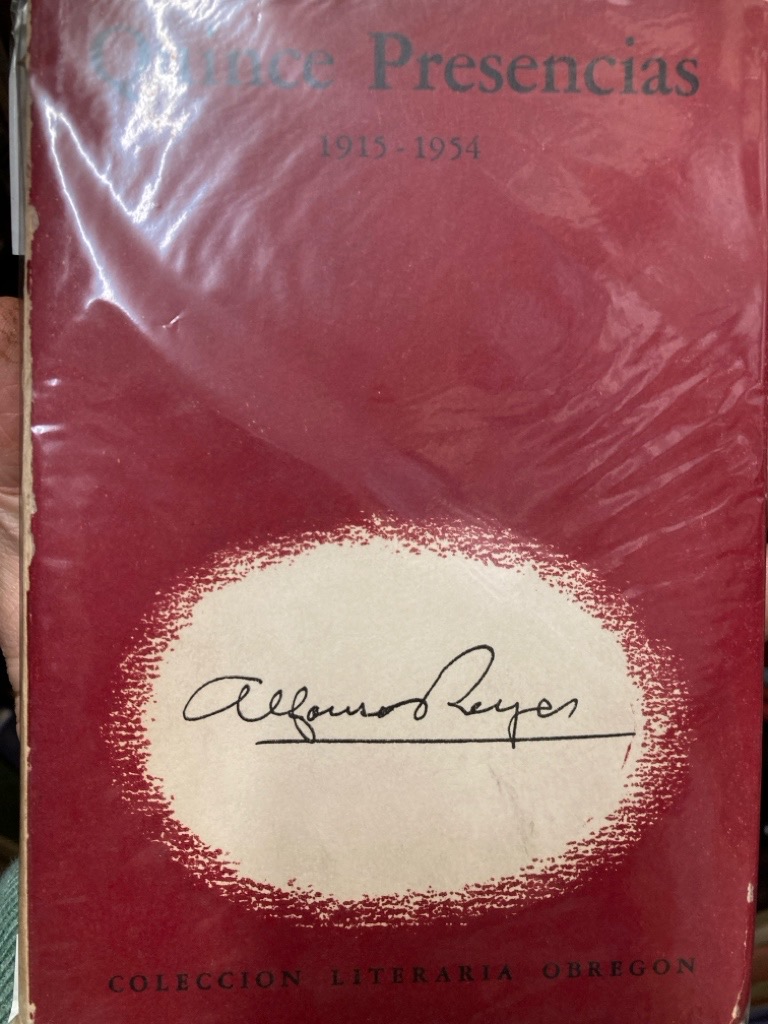 Quince Presencias
1915 - 1954
Alfonso Reyes
COLECCION LITERARIA OBREGON